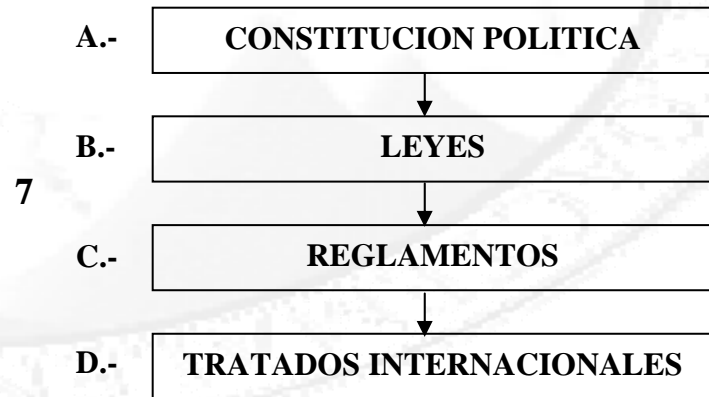 A.- CONSTITUCION POLITICA
B.- LEYES
7
C.- REGLAMENTOS
D.- TRATADOS INTERNACIONALES